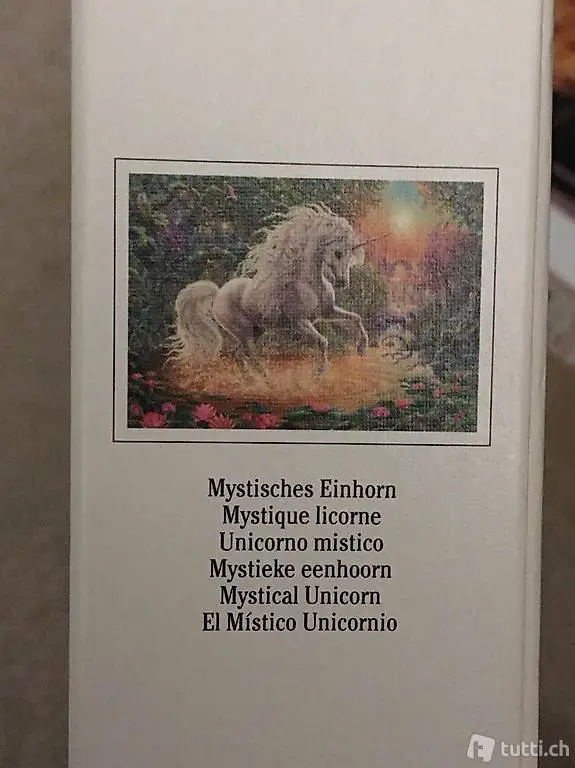 Mystisches Einhorn
Mystique licorne
Unicorno mistico
Mystieke eenhoorn
Mystical Unicorn
El Místico Unicornio
tutti.ch